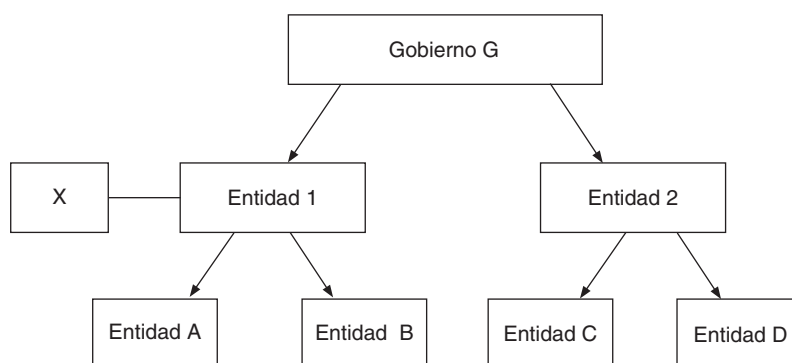 Gobierno G
X
Entidad 1
Entidad 2
Entidad A
Entidad B
Entidad C
Entidad D